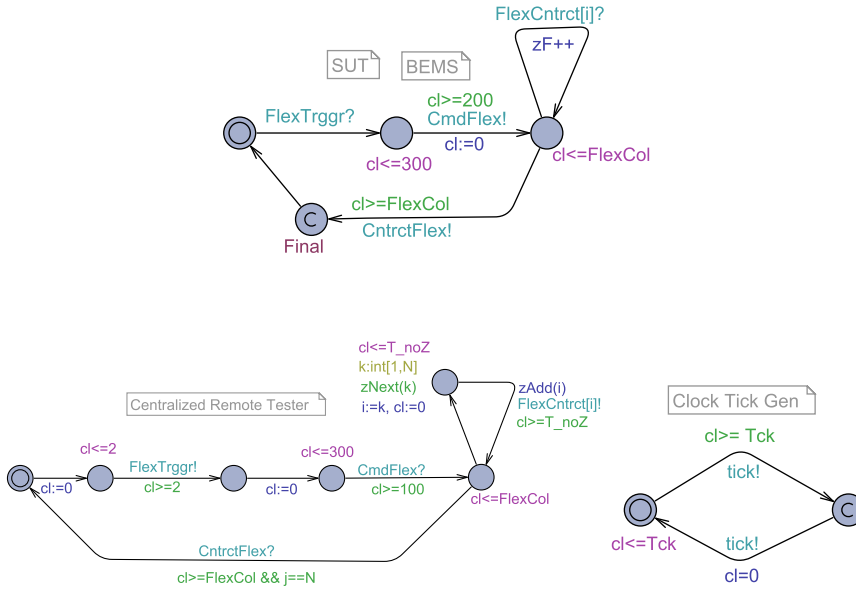 FlexCntrct[i]?
zF++
SUT
BEMS
cl>=200
FlexTrggr?
CmdFlex!
cl:=0
cl<=300
cl<=FlexCol
cl>=FlexCol
C
CntrctFlex!
Final
cl<=T_noZ
k:int[1,N]
zNext(k)
i:=k, cl:=0
zAdd(i)
FlexCntrct[i]!
cl>=T_noZ
Centralized Remote Tester
Clock Tick Gen
cl<=2
FlexTrggr!
cl>=2
cl:=0
cl:=0
cl<=300
CmdFlex?
cl>=100
cl<=FlexCol
CntrctFlex?
cl>=FlexCol && j==N
cl>= Tck
tick!
C
cl<=Tck
tick!
cl=0